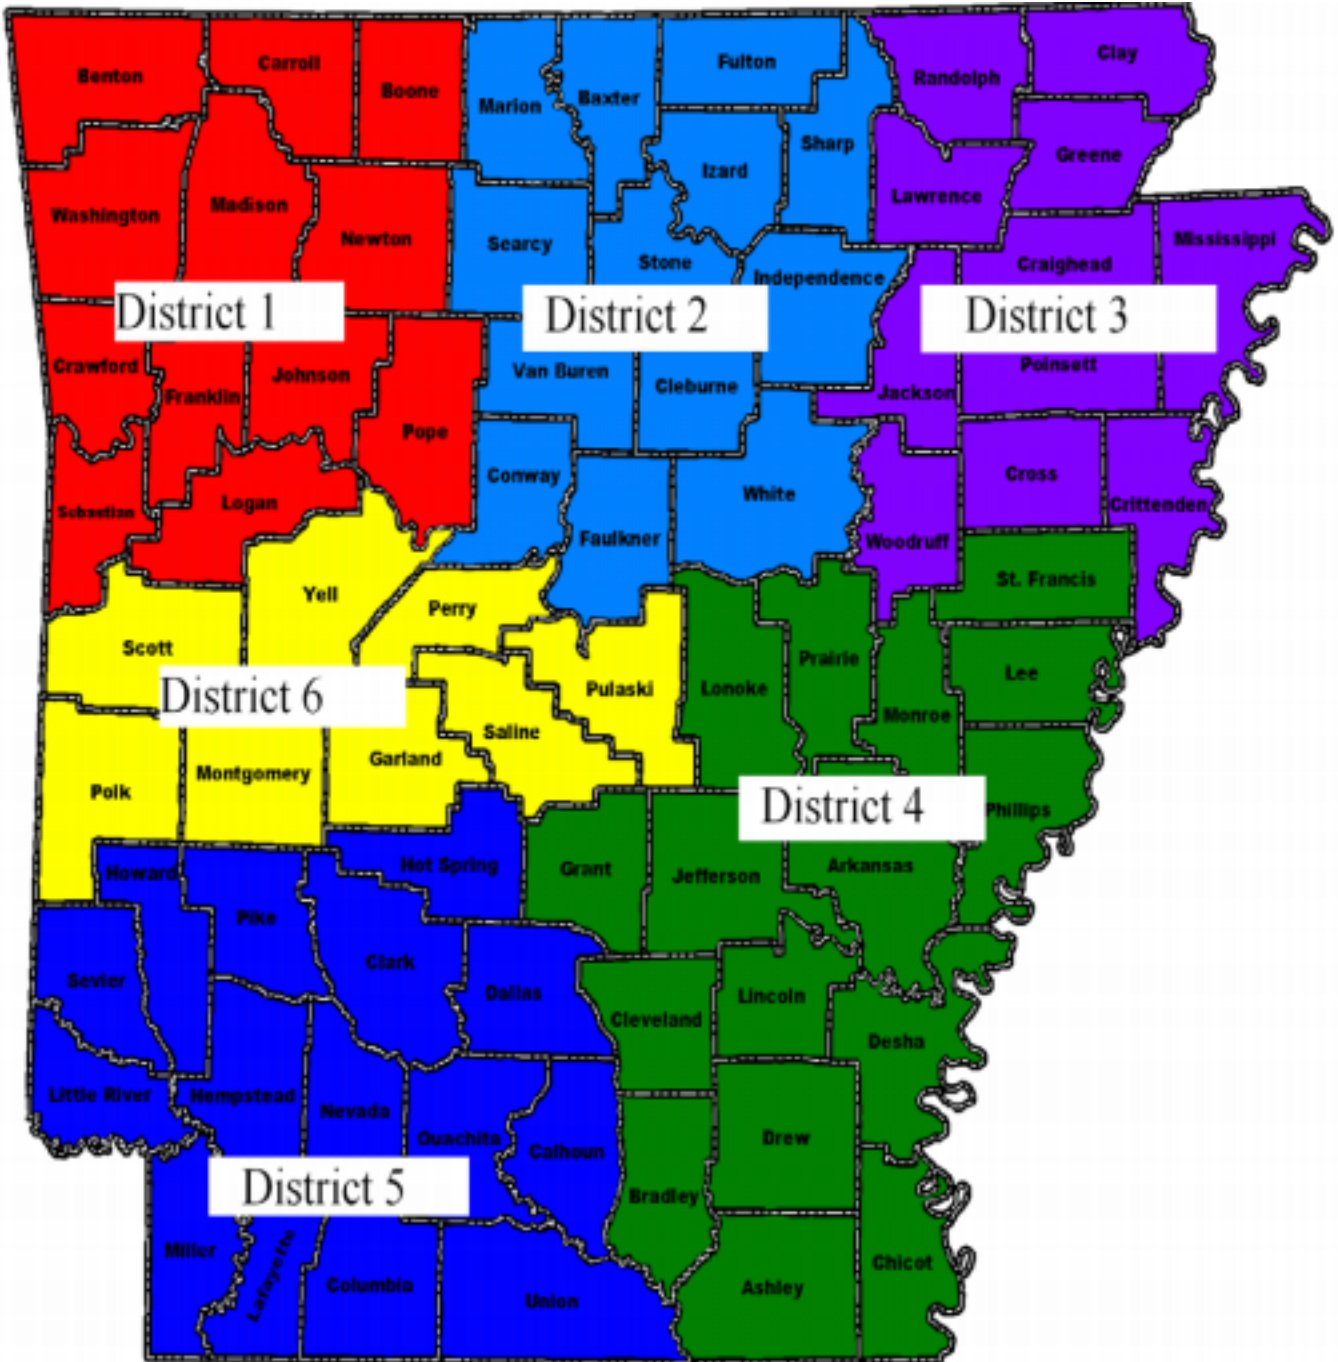 Benton
Carroll
Boone
Marion
Baxter
Fulton
Randolph
Clay
Sharp
Izard
Greene
Lawrence
Washington
Madison
Newton
Searcy
Stone
Independence
Craighead
Mississippi
District 1
District 2
District 3
Crawford
Franklin
Johnson
Pope
Van Buren
Cleburne
Jackson
Poinsett
Sebastian
Logan
Conway
Faulkner
White
Woodruff
Cross
Crittenden
Yell
Perry
Scott
St. Francis
Lee
Prairie
Lonoke
Monroe
Pulaski
Saline
District 6
Garland
Montgomery
Polk
District 4
Phillips
Howard
Hot Spring
Grant
Jefferson
Arkansas
Pike
Clark
Dallas
Sevier
Cleveland
Lincoln
Desha
Little River
Hempstead
Nevada
Ouachita
Calhoun
Drew
Bradley
District 5
Miller
Lafayette
Columbia
Union
Ashley
Chicot